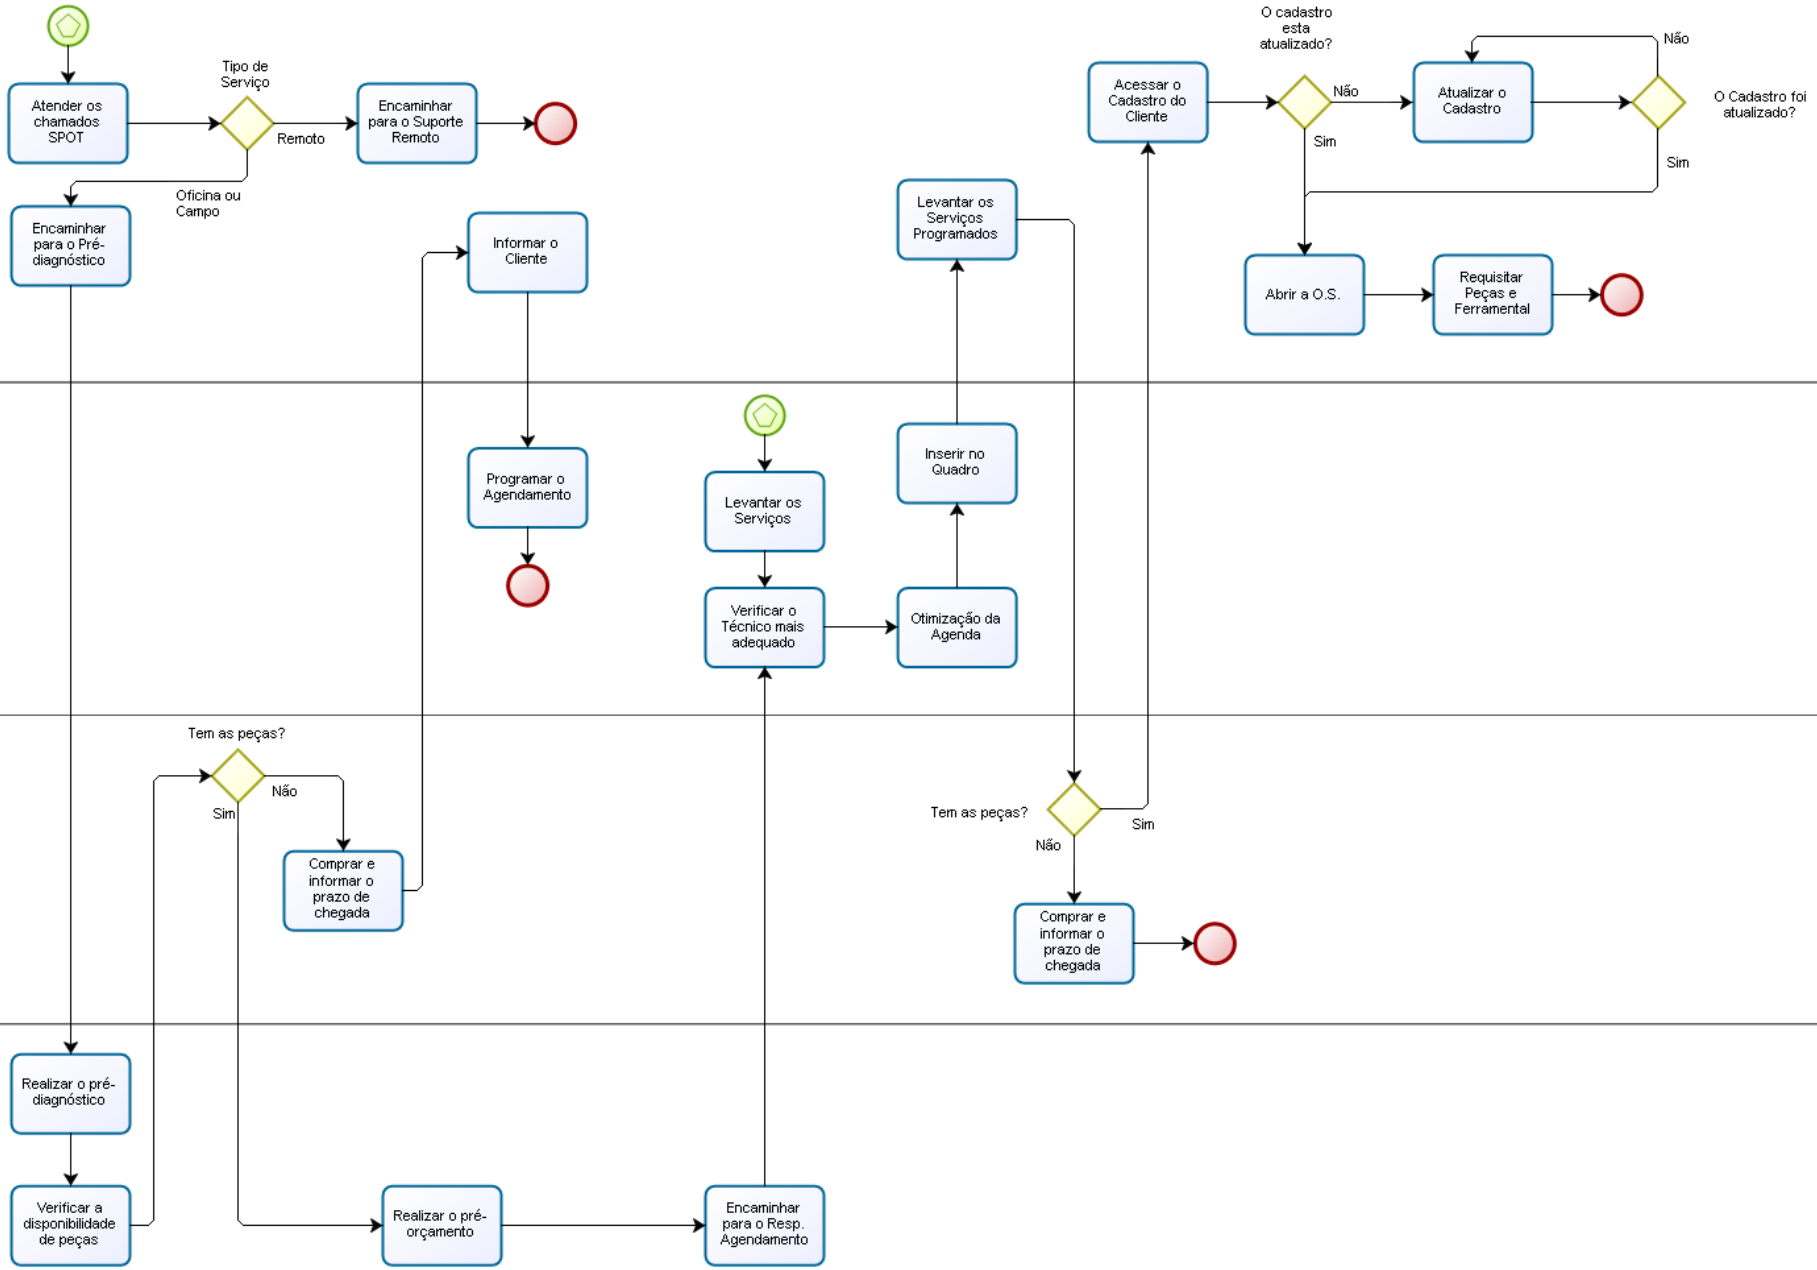 O cadastro
esta
atualizado?
Não
Tipo de
Serviço
Atender os
chamados
SPOT
Remoto
Encaminhar
para o Suporte
Remoto
Acessar o
Cadastro do
Cliente
Não
Atualizar o
Cadastro
O Cadastro foi
atualizado?
Sim
Sim
Oficina ou
Campo
Encaminhar
para o Pré-
diagnóstico
Informar o
Cliente
Levantar os
Serviços
Programados
Abrir a O.S.
Requisitar
Peças e
Ferramental
Programar o
Agendamento
Levantar os
Serviços
Inserir no
Quadro
Verificar o
Técnico mais
adequado
Otimização da
Agenda
Tem as peças?
Não
Sim
Comprar e
informar o
prazo de
chegada
Tem as peças?
Sim
Não
Comprar e
informar o
prazo de
chegada
Realizar o pré-
diagnóstico
Verificar a
disponibilidade
de peças
Realizar o pré-
orçamento
Encaminhar
para o Resp.
Agendamento